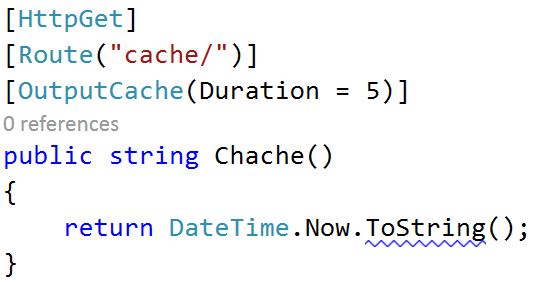 [HttpGet]
[Route("cache/")]
[OutputCache(Duration = 5)]
0 references
public string Chache()
{
    return DateTime.Now.ToString();
}